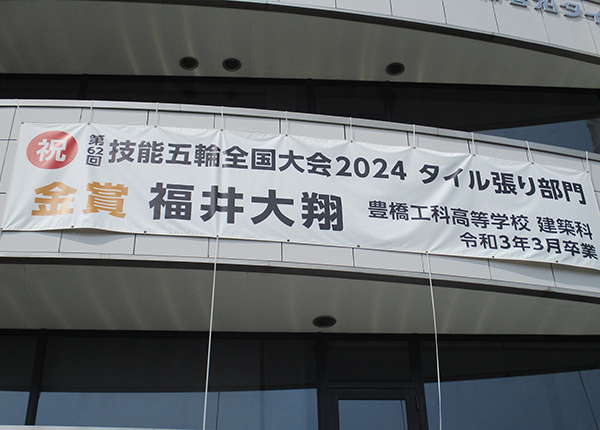 祝 第62回 技能五輪全国大会2024 タイル張り部門
金賞 福井大翔 豊橋工科高等学校 建築科
令和3年3月卒業